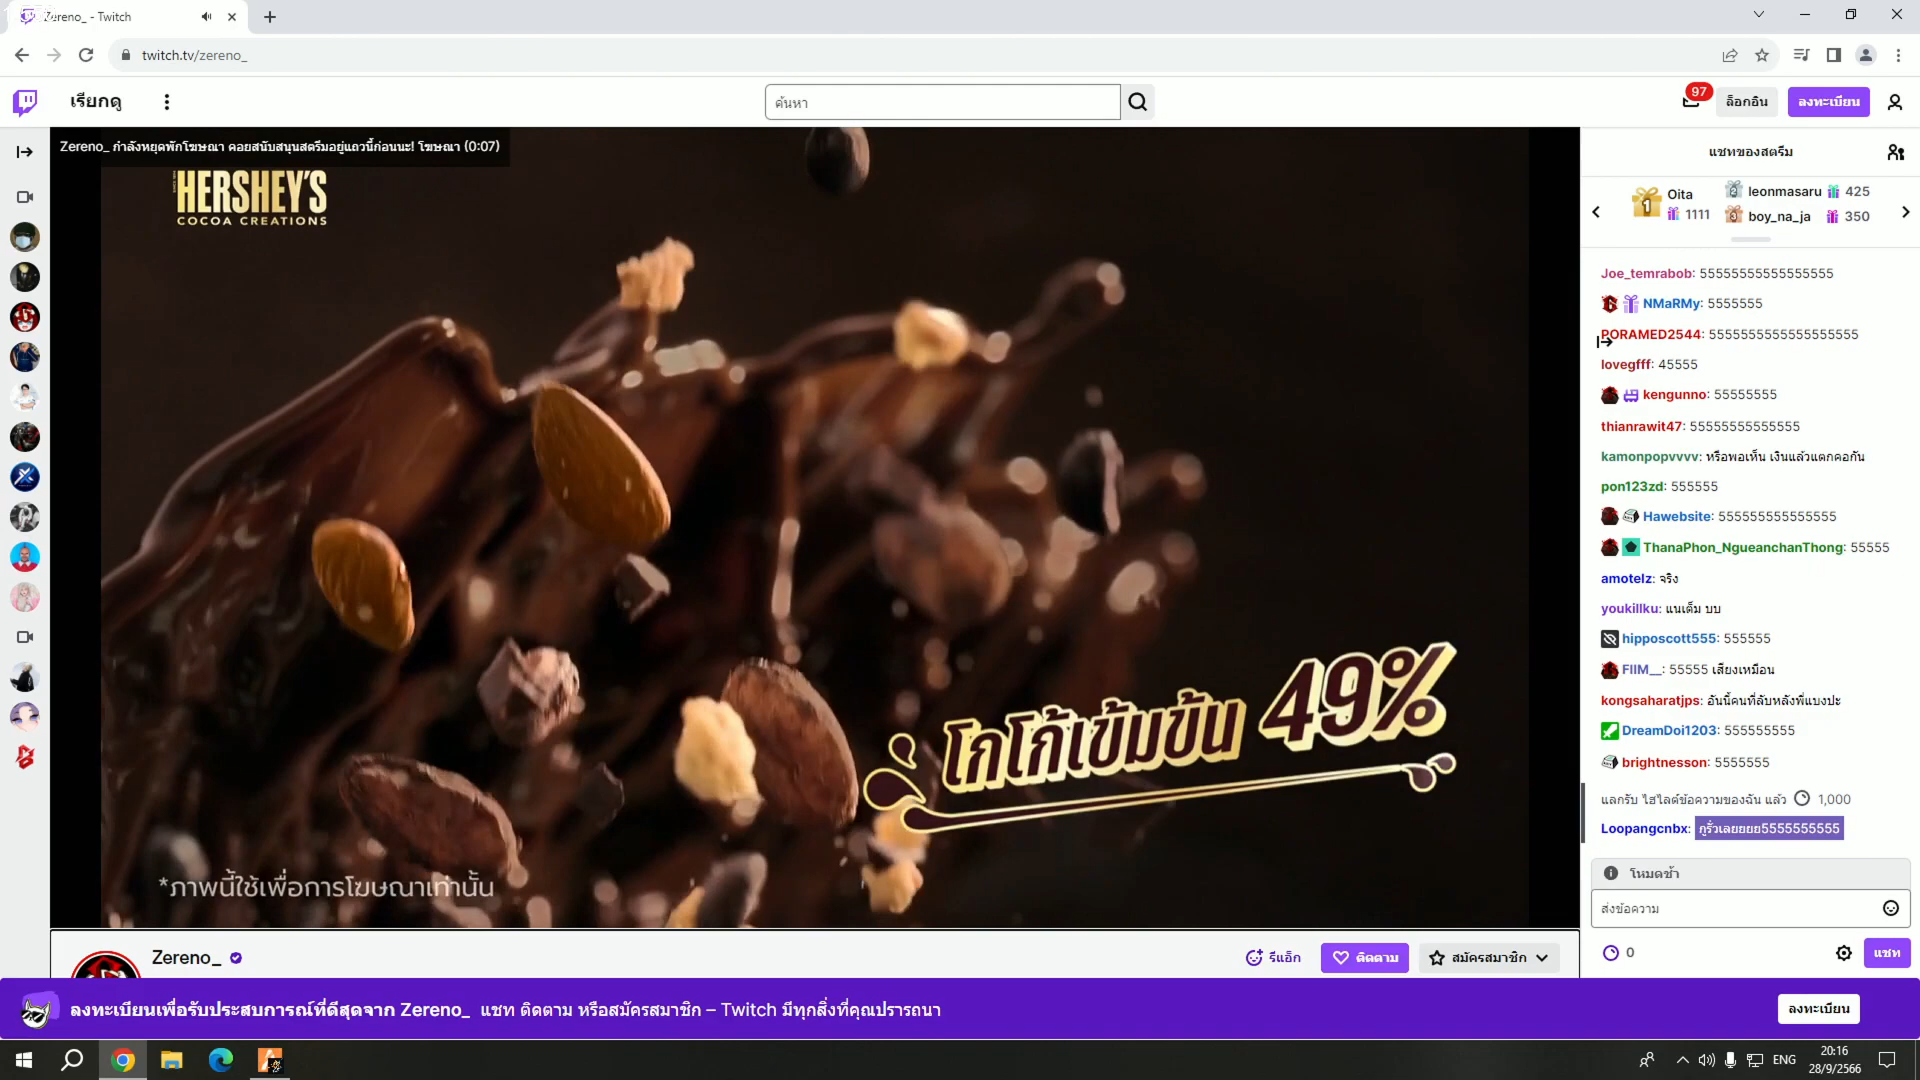 Zereno_ - Twitch
twitch.tv/zereno_
เรียกดู
ค้นหา
97
ล็อกอิน
ลงทะเบียน
Zereno_ กำลังหยุดพักโฆษณา คอยสนับสนุนสตรีมอยู่แถวนี้ก่อนนะ! โฆษณา (0:07)
HERSHEY'S
COCOA CREATIONS
โกโก้เข้มข้น 49%
*ภาพนี้ใช้เพื่อการโฆษณาเท่านั้น
แชทของสตรีม
1 Oita 1111
2 leonmasaru 425
3 boy_na_ja 350
Joe_temrabob: 55555555555555555
NMaRMy: 5555555
PORAMED2544: 5555555555555555555
lovegfff: 45555
kengunno: 55555555
thianrawit47: 55555555555555
kamonpopvvvv: หรือพอเห็น เงินแล้วแตกคอกัน
pon123zd: 555555
Hawebsite: 555555555555555
ThanaPhon_NgueanchanThong: 55555
amotelz: จริง
youkillku: แนเต็ม บบ
hipposcott555: 555555
FIIM__: 55555 เสียงเหมือน
kongsaharatjps: อันนี้คนที่ลับหลังพี่แบงปะ
DreamDoi1203: 555555555
brightnesson: 5555555
แลกรับ ไฮไลต์ข้อความของฉัน แล้ว 1,000
Loopangcnbx: กูรั่วเลยยยย5555555555
โหมดช้า
ส่งข้อความ
0
แชท
Zereno_
รีแอ็ก
ติดตาม
สมัครสมาชิก
ลงทะเบียนเพื่อรับประสบการณ์ที่ดีสุดจาก Zereno_ แชท ติดตาม หรือสมัครสมาชิก – Twitch มีทุกสิ่งที่คุณปรารถนา
ลงทะเบียน
ENG
20:16
28/9/2566